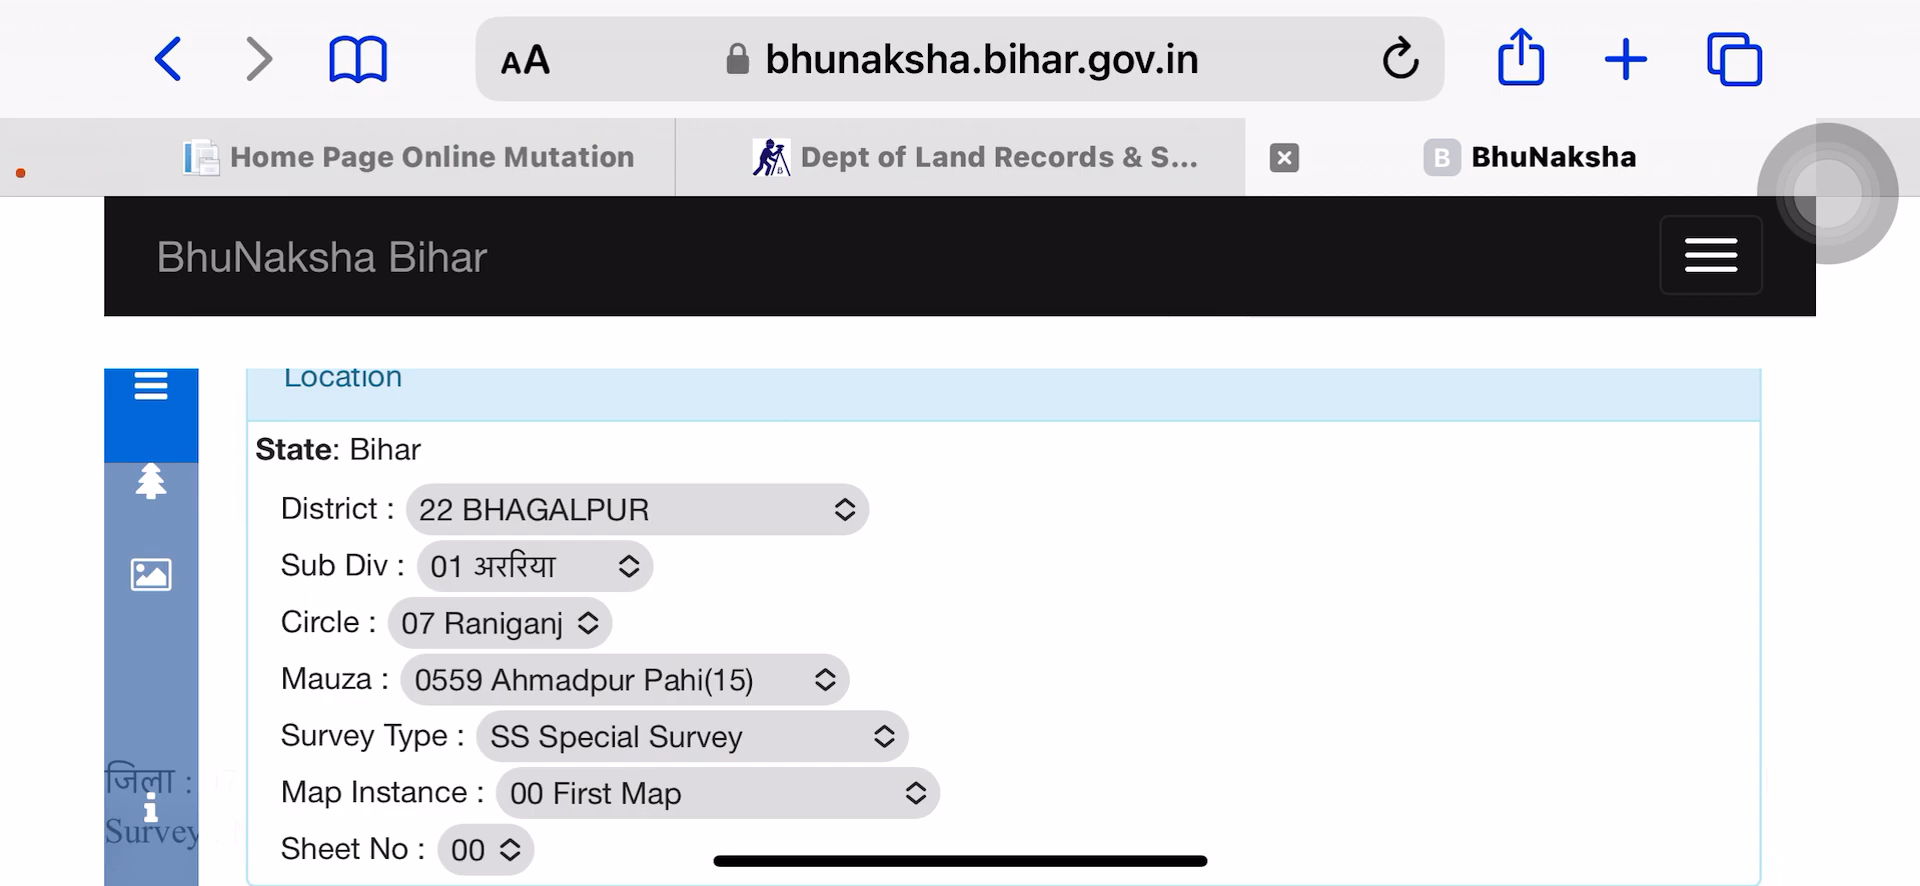 AA bhunaksha.bihar.gov.in
Home Page Online Mutation
Dept of Land Records & S...
B BhuNaksha
BhuNaksha Bihar
Location
State: Bihar
District : 22 BHAGALPUR
Sub Div : 01 अररिया
Circle : 07 Raniganj
Mauza : 0559 Ahmadpur Pahi(15)
Survey Type : SS Special Survey
Map Instance : 00 First Map
Sheet No : 00
जिला :
Survey